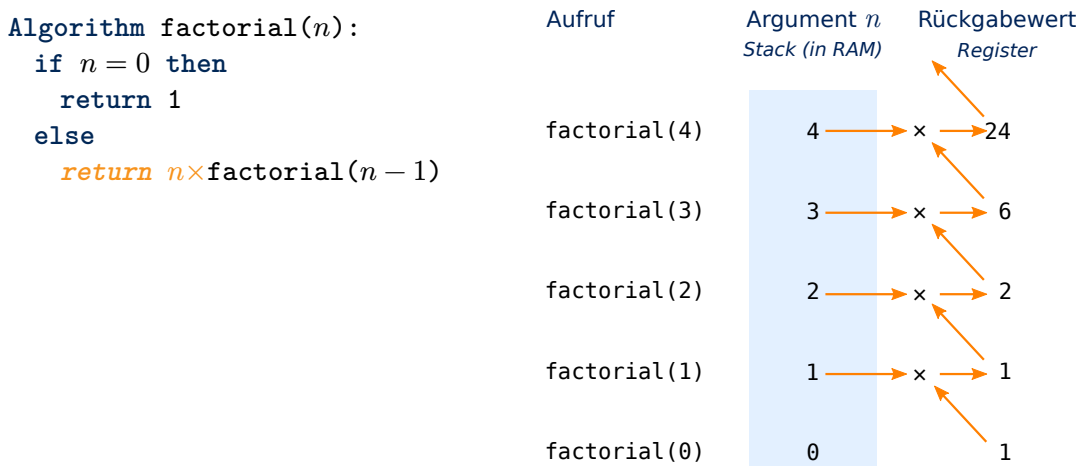 Algorithm factorial(n):
if n = 0 then
return 1
else
return n×factorial(n − 1)
Aufruf Argument n Rückgabewert
Stack (in RAM) Register
factorial(4) 4 × 24
factorial(3) 3 × 6
factorial(2) 2 × 2
factorial(1) 1 × 1
factorial(0) 0 1